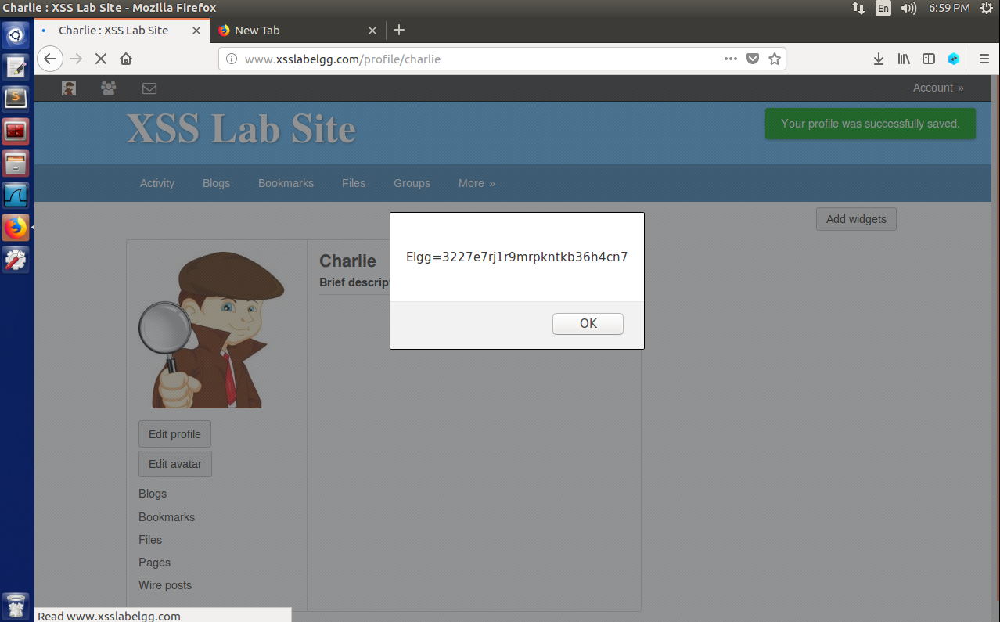 Charlie : XSS Lab Site - Mozilla Firefox
En
6:59 PM
Charlie : XSS Lab Site
New Tab
www.xsslabelgg.com/profile/charlie
Account »
XSS Lab Site
Your profile was successfully saved.
Activity
Blogs
Bookmarks
Files
Groups
More »
Add widgets
Charlie
Brief descrip
Elgg=3227e7rj1r9mrpkntkb36h4cn7
OK
Edit profile
Edit avatar
Blogs
Bookmarks
Files
Pages
Wire posts
Read www.xsslabelgg.com